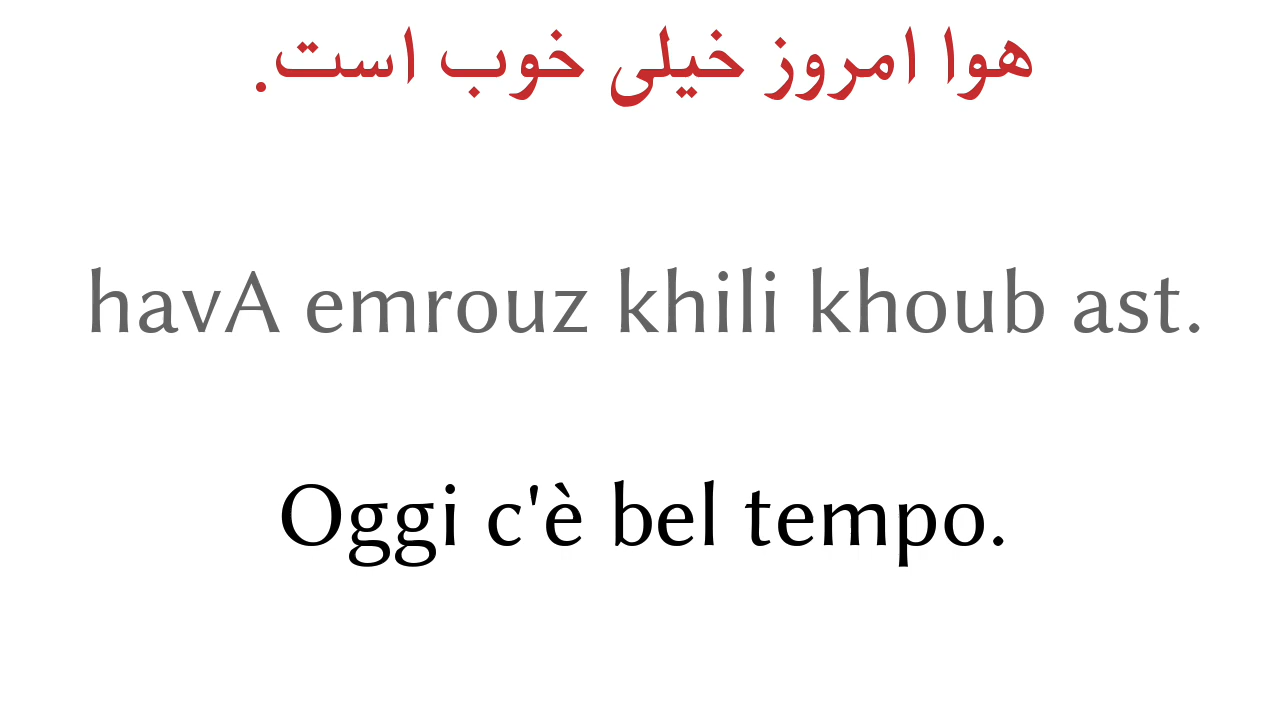 هوا امروز خیلی خوب است.
havA emrouz khili khoub ast.
Oggi c'è bel tempo.